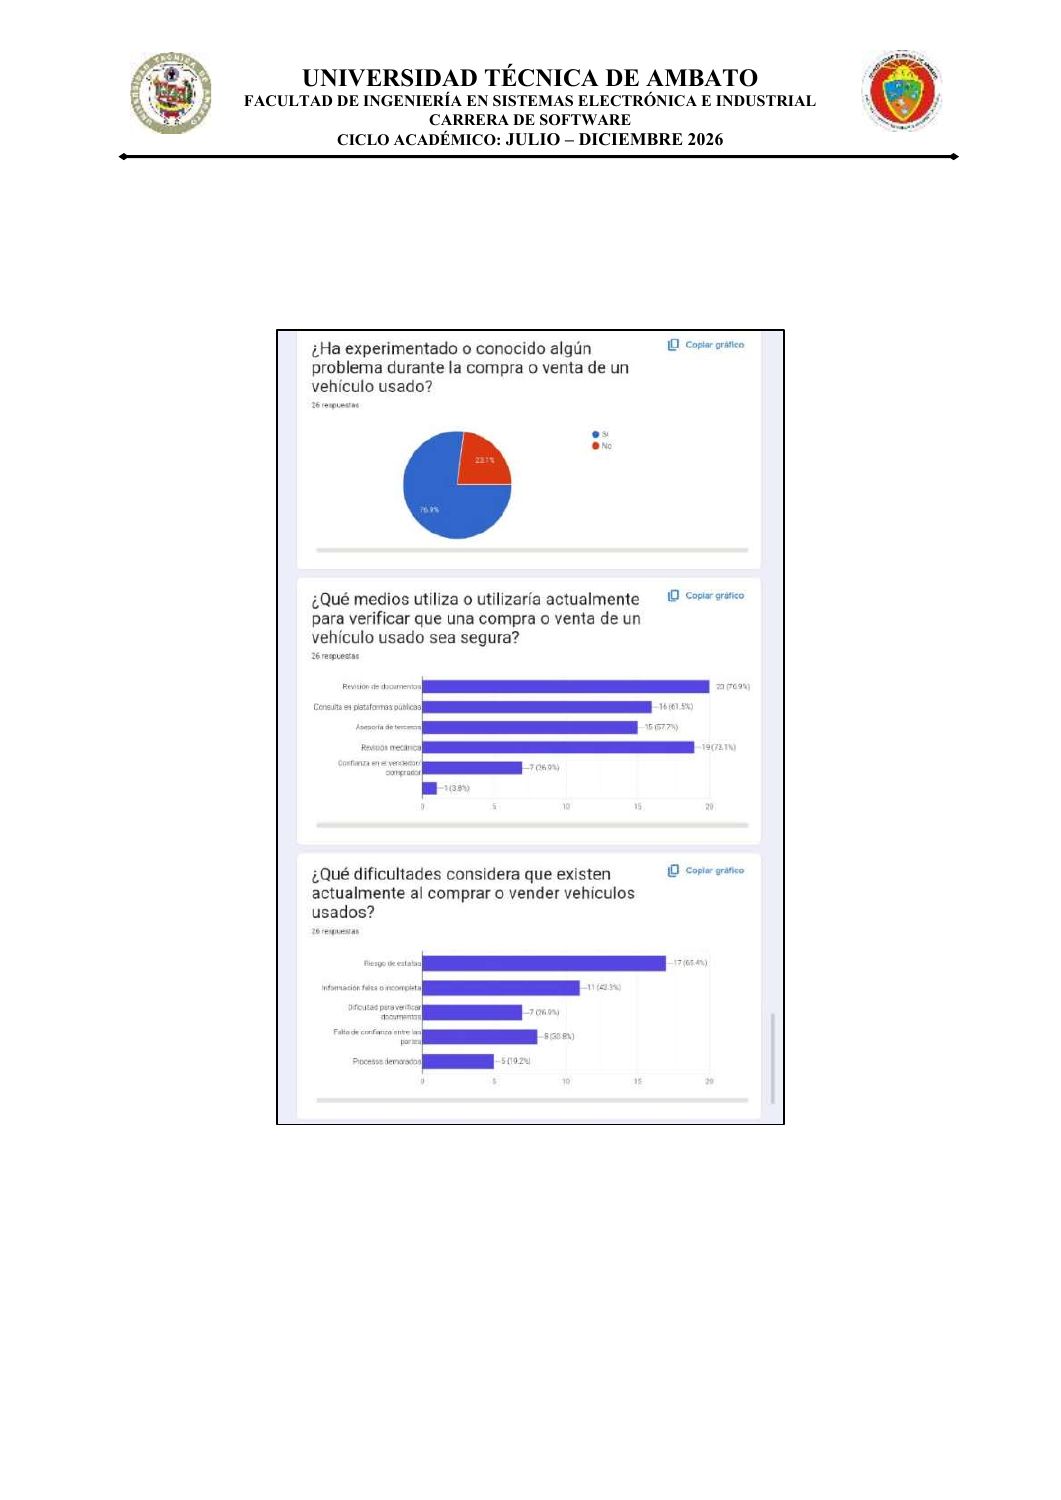 UNIVERSIDAD TÉCNICA DE AMBATO
FACULTAD DE INGENIERÍA EN SISTEMAS ELECTRÓNICA E INDUSTRIAL
CARRERA DE SOFTWARE
CICLO ACADÉMICO: JULIO – DICIEMBRE 2026
¿Ha experimentado o conocido algún
problema durante la compra o venta de un
vehículo usado?
Copiar gráfico
26 respuestas
Sí
No
23.1%
76.9%
¿Qué medios utiliza o utilizaría actualmente
para verificar que una compra o venta de un
vehículo usado sea segura?
Copiar gráfico
26 respuestas
Revisión de documentos
20 (76.9%)
Consulta en plataformas públicas
16 (61.5%)
Asesoría de terceros
15 (57.7%)
Revisión mecánica
19 (73.1%)
Confianza en el vendedor/
comprador
7 (26.9%)
1 (3.8%)
0 5 10 15 20
¿Qué dificultades considera que existen
actualmente al comprar o vender vehículos
usados?
Copiar gráfico
26 respuestas
Riesgo de estafas
17 (65.4%)
Información falsa o incompleta
11 (42.3%)
Dificultad para verificar
documentos
7 (26.9%)
Falta de confianza entre las
partes
8 (30.8%)
Procesos demorados
5 (19.2%)
0 5 10 15 20